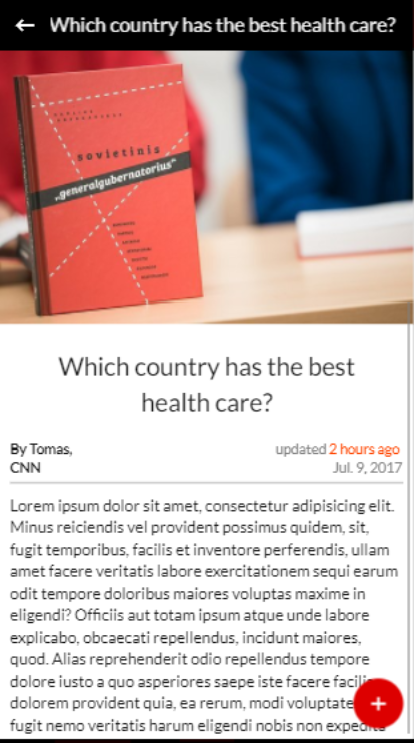 ← Which country has the best health care?
sovietinis
„generalgubernatorius“
Which country has the best
health care?
By Tomas, updated 2 hours ago
CNN Jul. 9, 2017
Lorem ipsum dolor sit amet, consectetur adipisicing elit.
Minus reiciendis vel provident possimus quidem, sit,
fugit temporibus, facilis et inventore perferendis, ullam
amet facere veritatis labore exercitationem sequi earum
odit tempore doloribus maiores voluptas maxime in
eligendi? Officiis aut totam ipsum atque unde labore
explicabo, obcaecati repellendus, incidunt maiores,
quod. Alias reprehenderit odio repellendus tempore
dolore iusto a quo asperiores saepe iste facere facilis
dolorem provident quia, ea rerum, modi voluptate
+
fugit nemo veritatis harum eligendi nobis non expedita